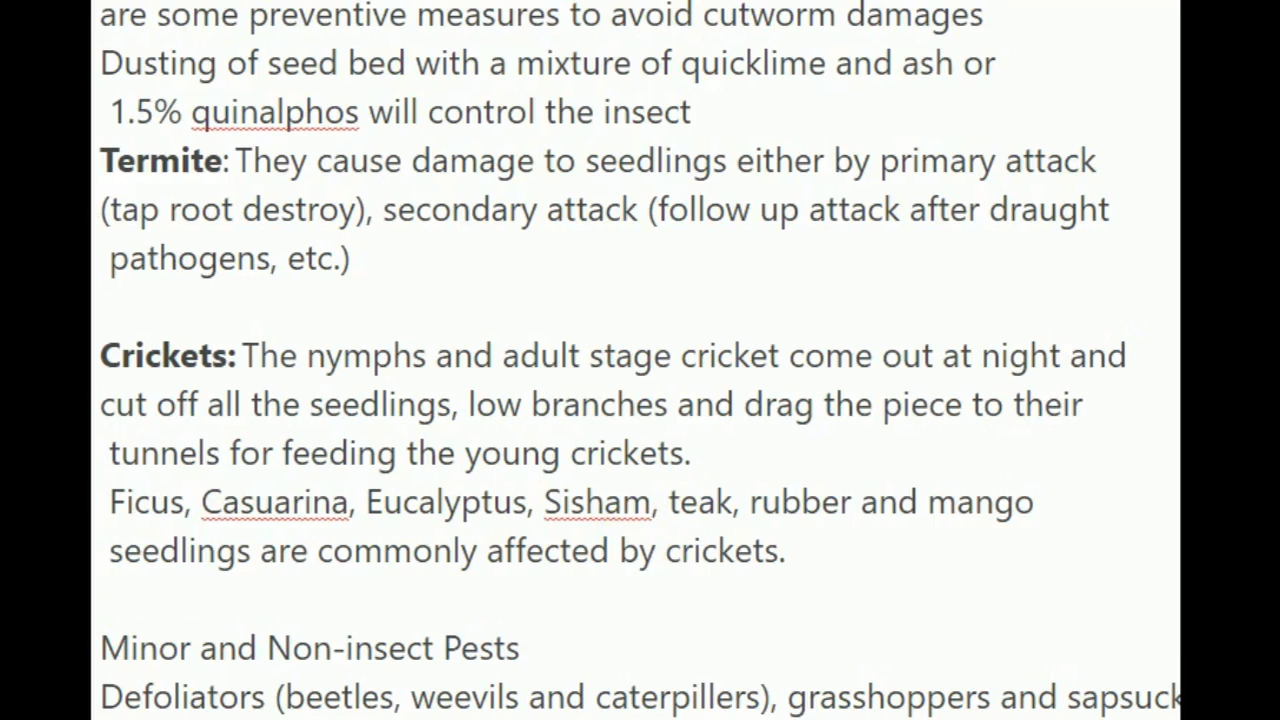 are some preventive measures to avoid cutworm damages
Dusting of seed bed with a mixture of quicklime and ash or
1.5% quinalphos will control the insect
Termite: They cause damage to seedlings either by primary attack
(tap root destroy), secondary attack (follow up attack after draught
pathogens, etc.)
Crickets: The nymphs and adult stage cricket come out at night and
cut off all the seedlings, low branches and drag the piece to their
tunnels for feeding the young crickets.
Ficus, Casuarina, Eucalyptus, Sisham, teak, rubber and mango
seedlings are commonly affected by crickets.
Minor and Non-insect Pests
Defoliators (beetles, weevils and caterpillers), grasshoppers and sapsuck